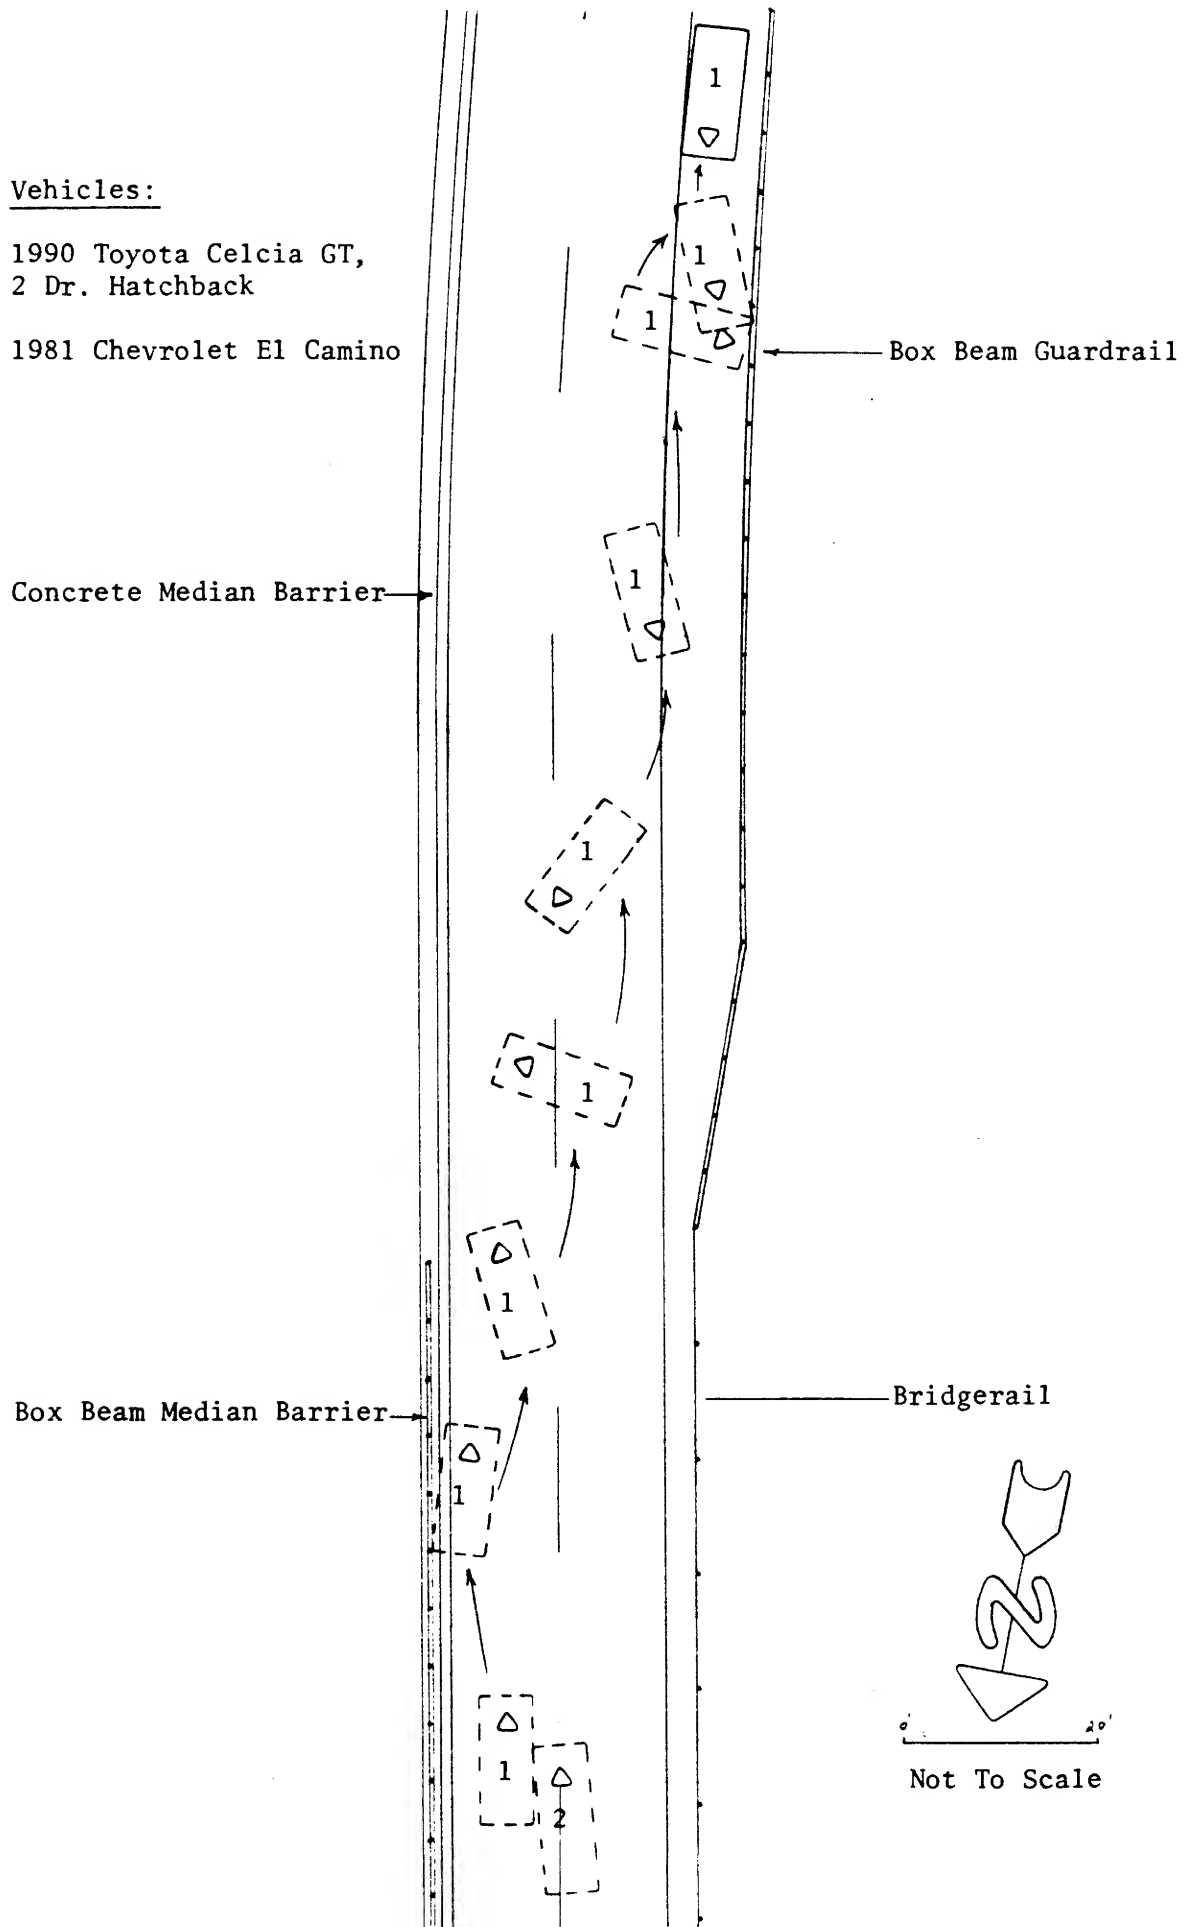 1
1
1
Vehicles:
1990 Toyota Celcia GT,
2 Dr. Hatchback
1981 Chevrolet El Camino
Box Beam Guardrail
1
Concrete Median Barrier
1
1
1
Bridgerail
Box Beam Median Barrier
1
N
0' 20'
Not To Scale
1
2